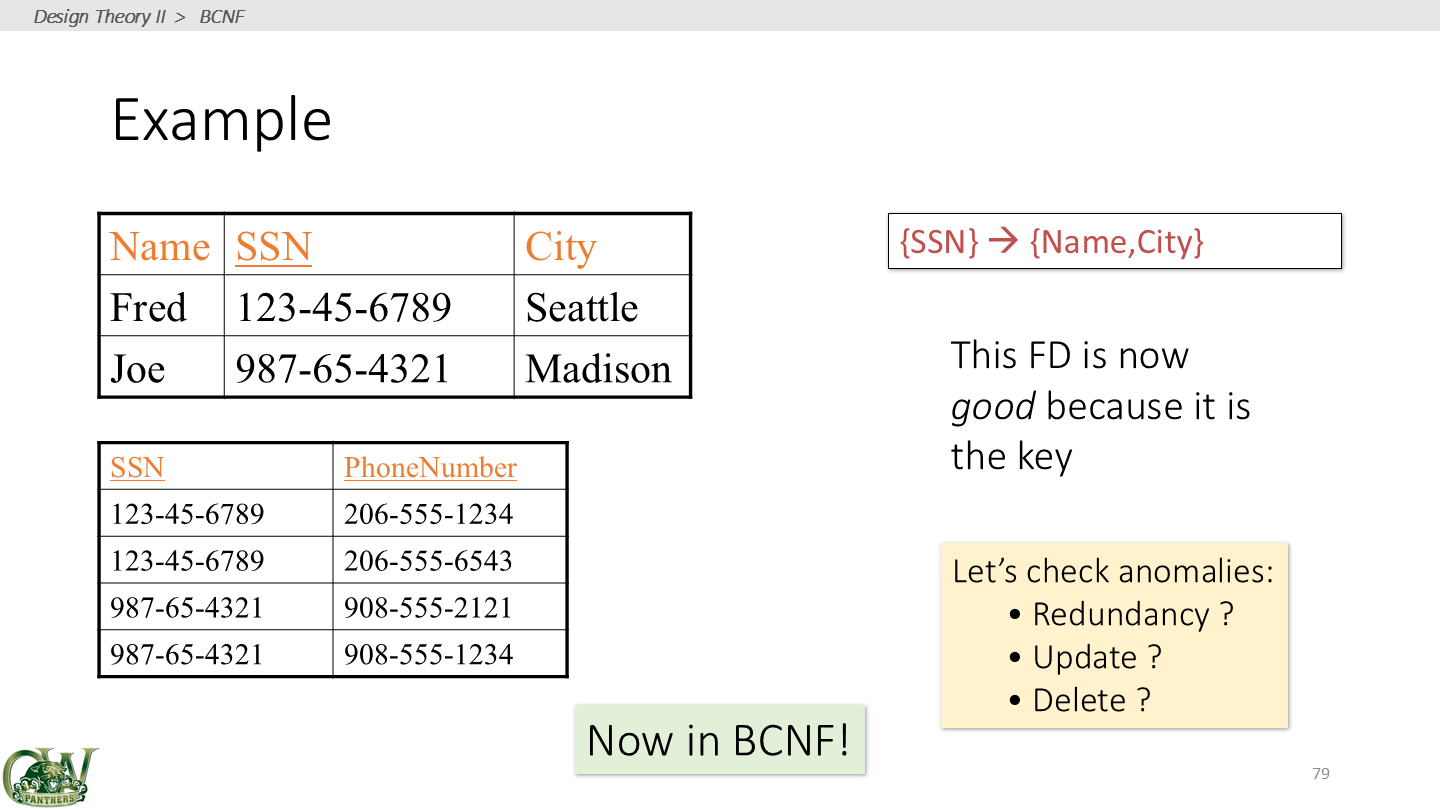 Design Theory II > BCNF
Example
Name SSN City
Fred 123-45-6789 Seattle
Joe 987-65-4321 Madison
SSN PhoneNumber
123-45-6789 206-555-1234
123-45-6789 206-555-6543
987-65-4321 908-555-2121
987-65-4321 908-555-1234
{SSN} → {Name,City}
This FD is now
good because it is
the key
Let’s check anomalies:
• Redundancy ?
• Update ?
• Delete ?
Now in BCNF!
CW
PANTHERS
79